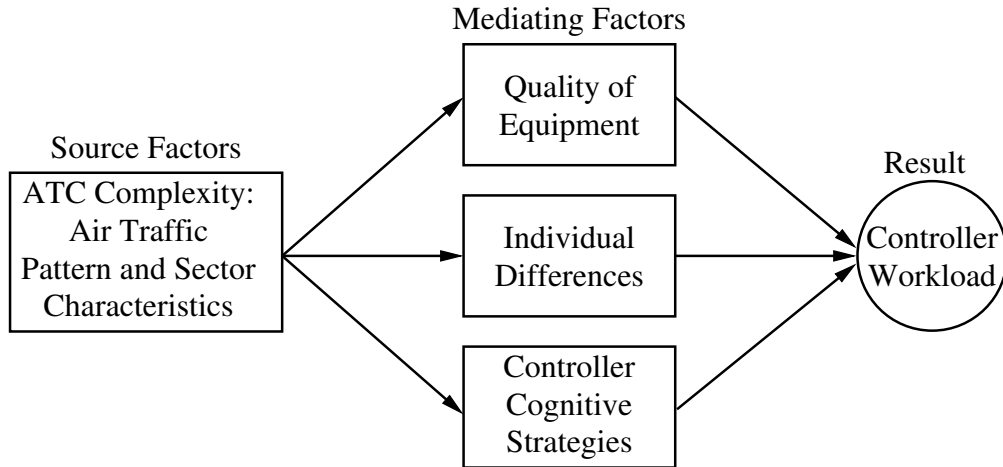 Mediating Factors
Quality of
Equipment
Source Factors
ATC Complexity:
Air Traffic
Pattern and Sector
Characteristics
Individual
Differences
Controller
Cognitive
Strategies
Result
Controller
Workload